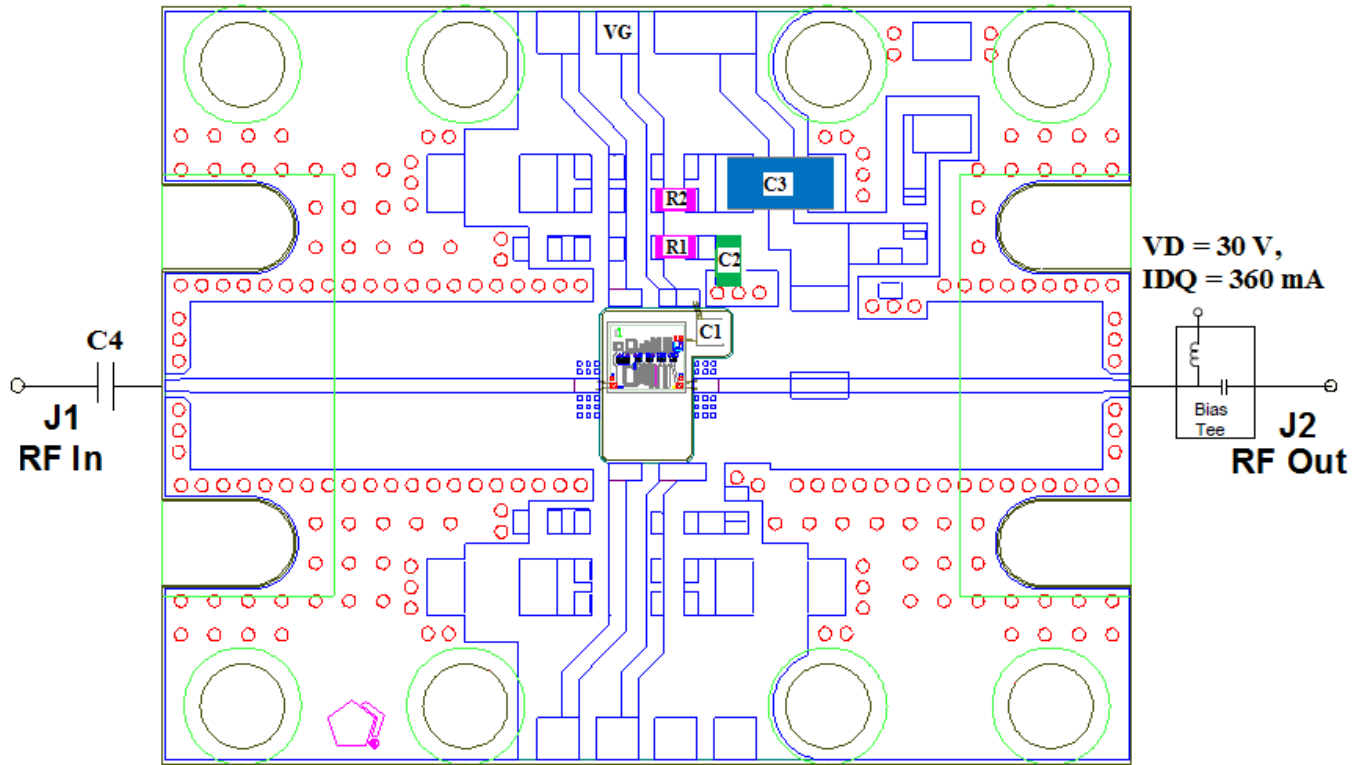 VG
C3
R2
R1
C2
VD = 30 V,
IDQ = 360 mA
C1
C4
J1
RF In
Bias
Tee
J2
RF Out